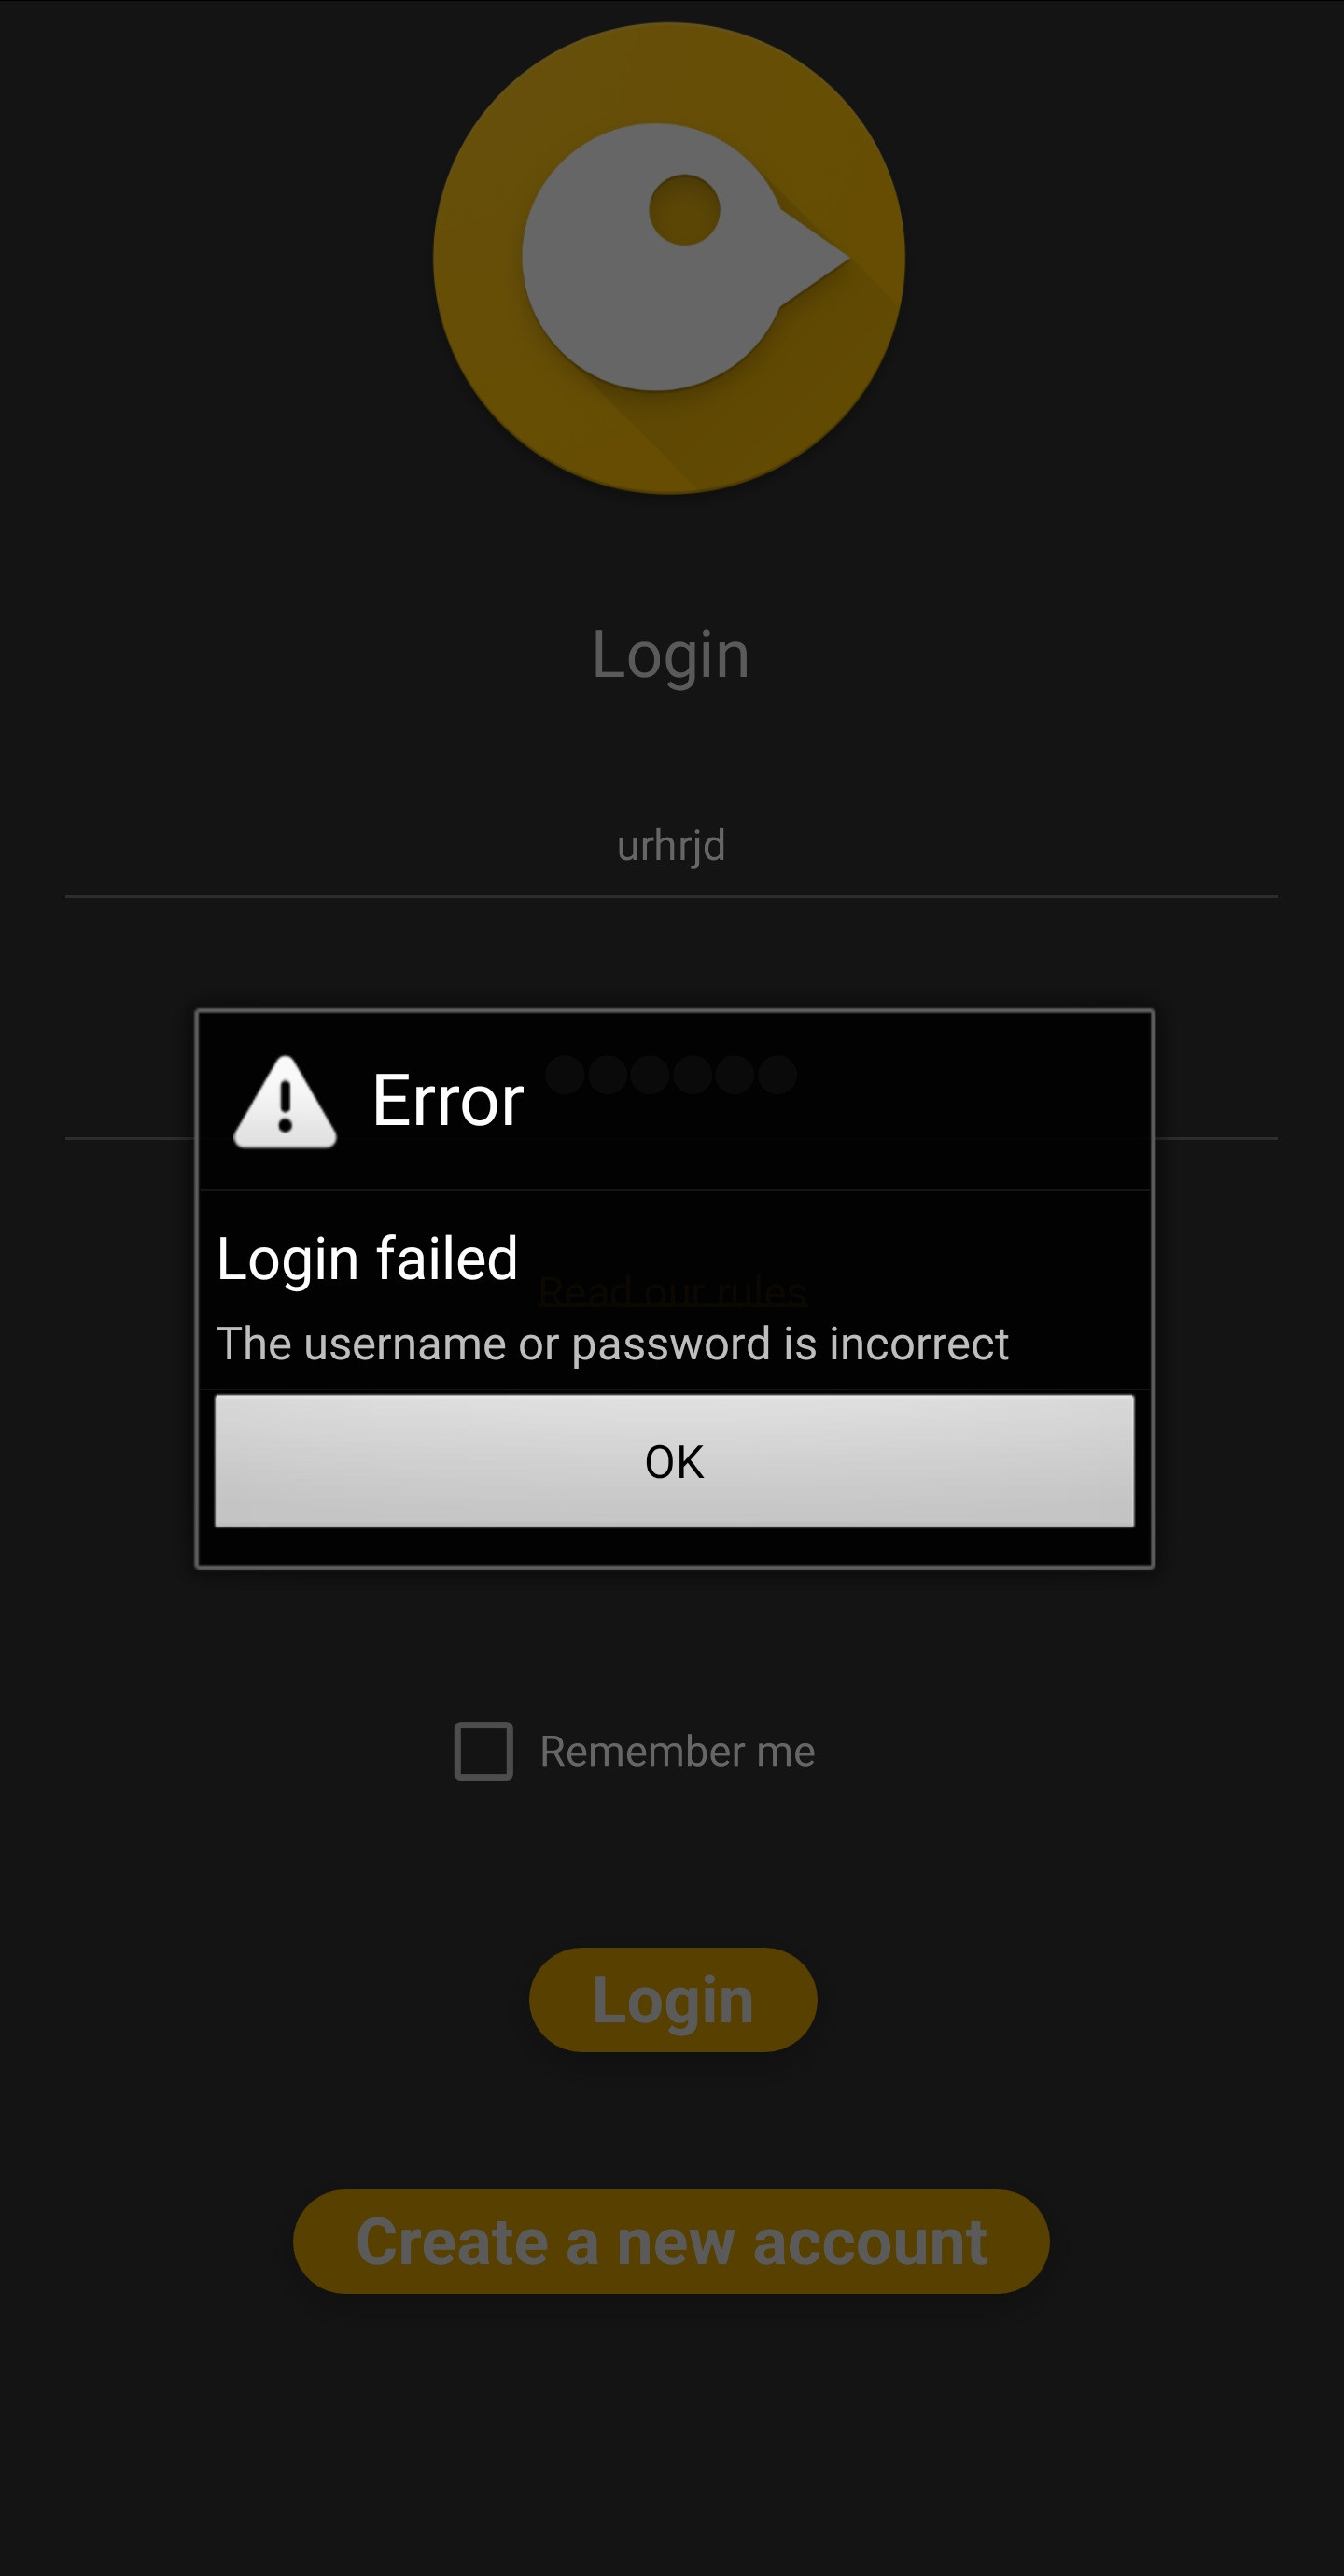 Login
urhrjd
Error
Login failed
Read our rules
The username or password is incorrect
OK
Remember me
Login
Create a new account